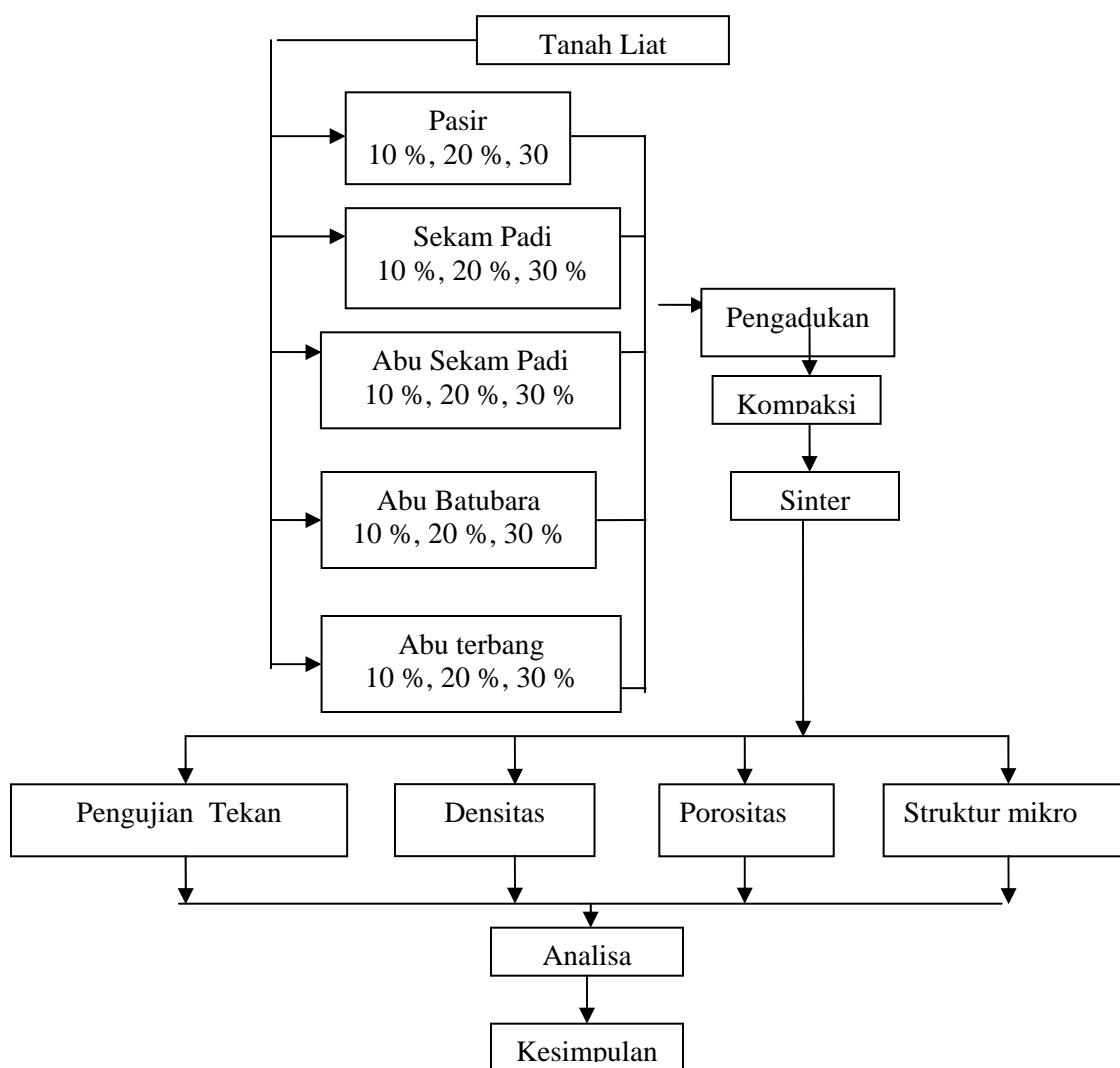 Tanah Liat
Pasir
10 %, 20 %, 30
Sekam Padi
10 %, 20 %, 30 %
Pengadukan
Abu Sekam Padi
10 %, 20 %, 30 %
Kompaksi
Abu Batubara
10 %, 20 %, 30 %
Sinter
Abu terbang
10 %, 20 %, 30 %
Pengujian  Tekan
Densitas
Porositas
Struktur mikro
Analisa
Kesimpulan